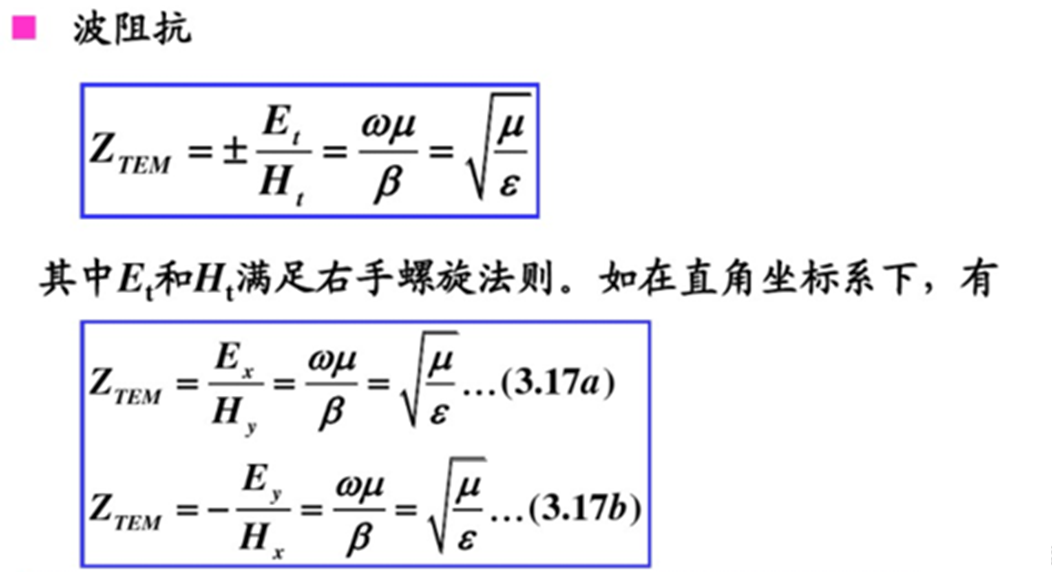 波阻抗
Z_TEM = ± E_t / H_t = ωμ / β = √(μ / ε)
其中E_t和H_t满足右手螺旋法则。如在直角坐标系下，有
Z_TEM = E_x / H_y = ωμ / β = √(μ / ε) …(3.17a)
Z_TEM = − E_y / H_x = ωμ / β = √(μ / ε) …(3.17b)